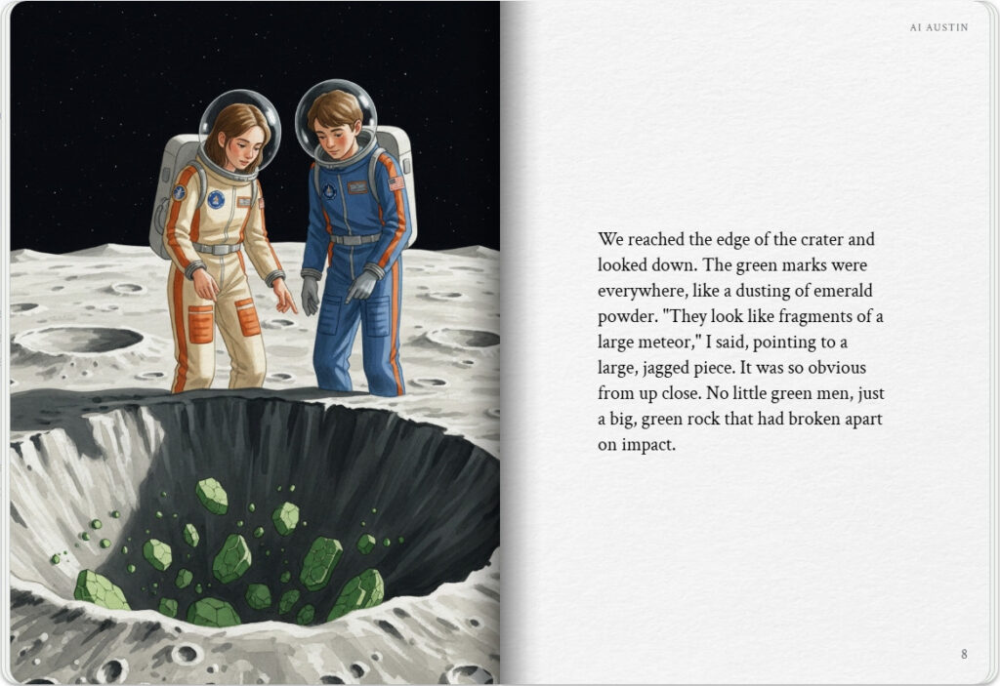 AI AUSTIN
We reached the edge of the crater and
looked down. The green marks were
everywhere, like a dusting of emerald
powder. "They look like fragments of a
large meteor," I said, pointing to a
large, jagged piece. It was so obvious
from up close. No little green men, just
a big, green rock that had broken apart
on impact.
8